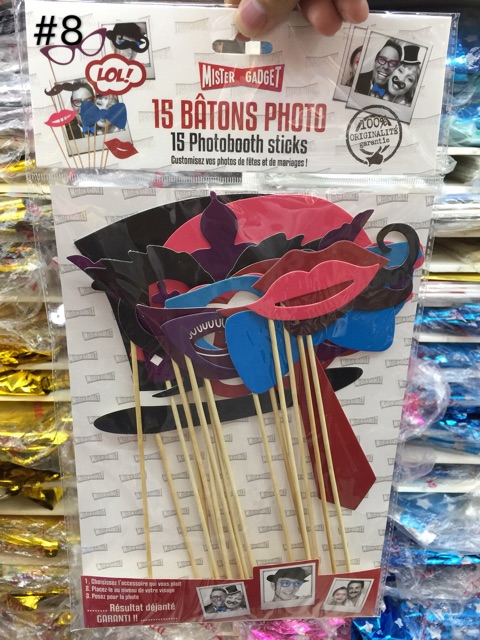 #8
LOL!
MISTER GADGET
15 BÂTONS PHOTO
15 Photobooth sticks
Customisez vos photos de fêtes et de mariages !
100%
ORIGINALITÉ
garantie
1. Choisissez l'accessoire qui vous plait
2. Placez-le au niveau de votre visage
3. Posez pour la photo
......... Résultat déjanté
GARANTI !! ...........